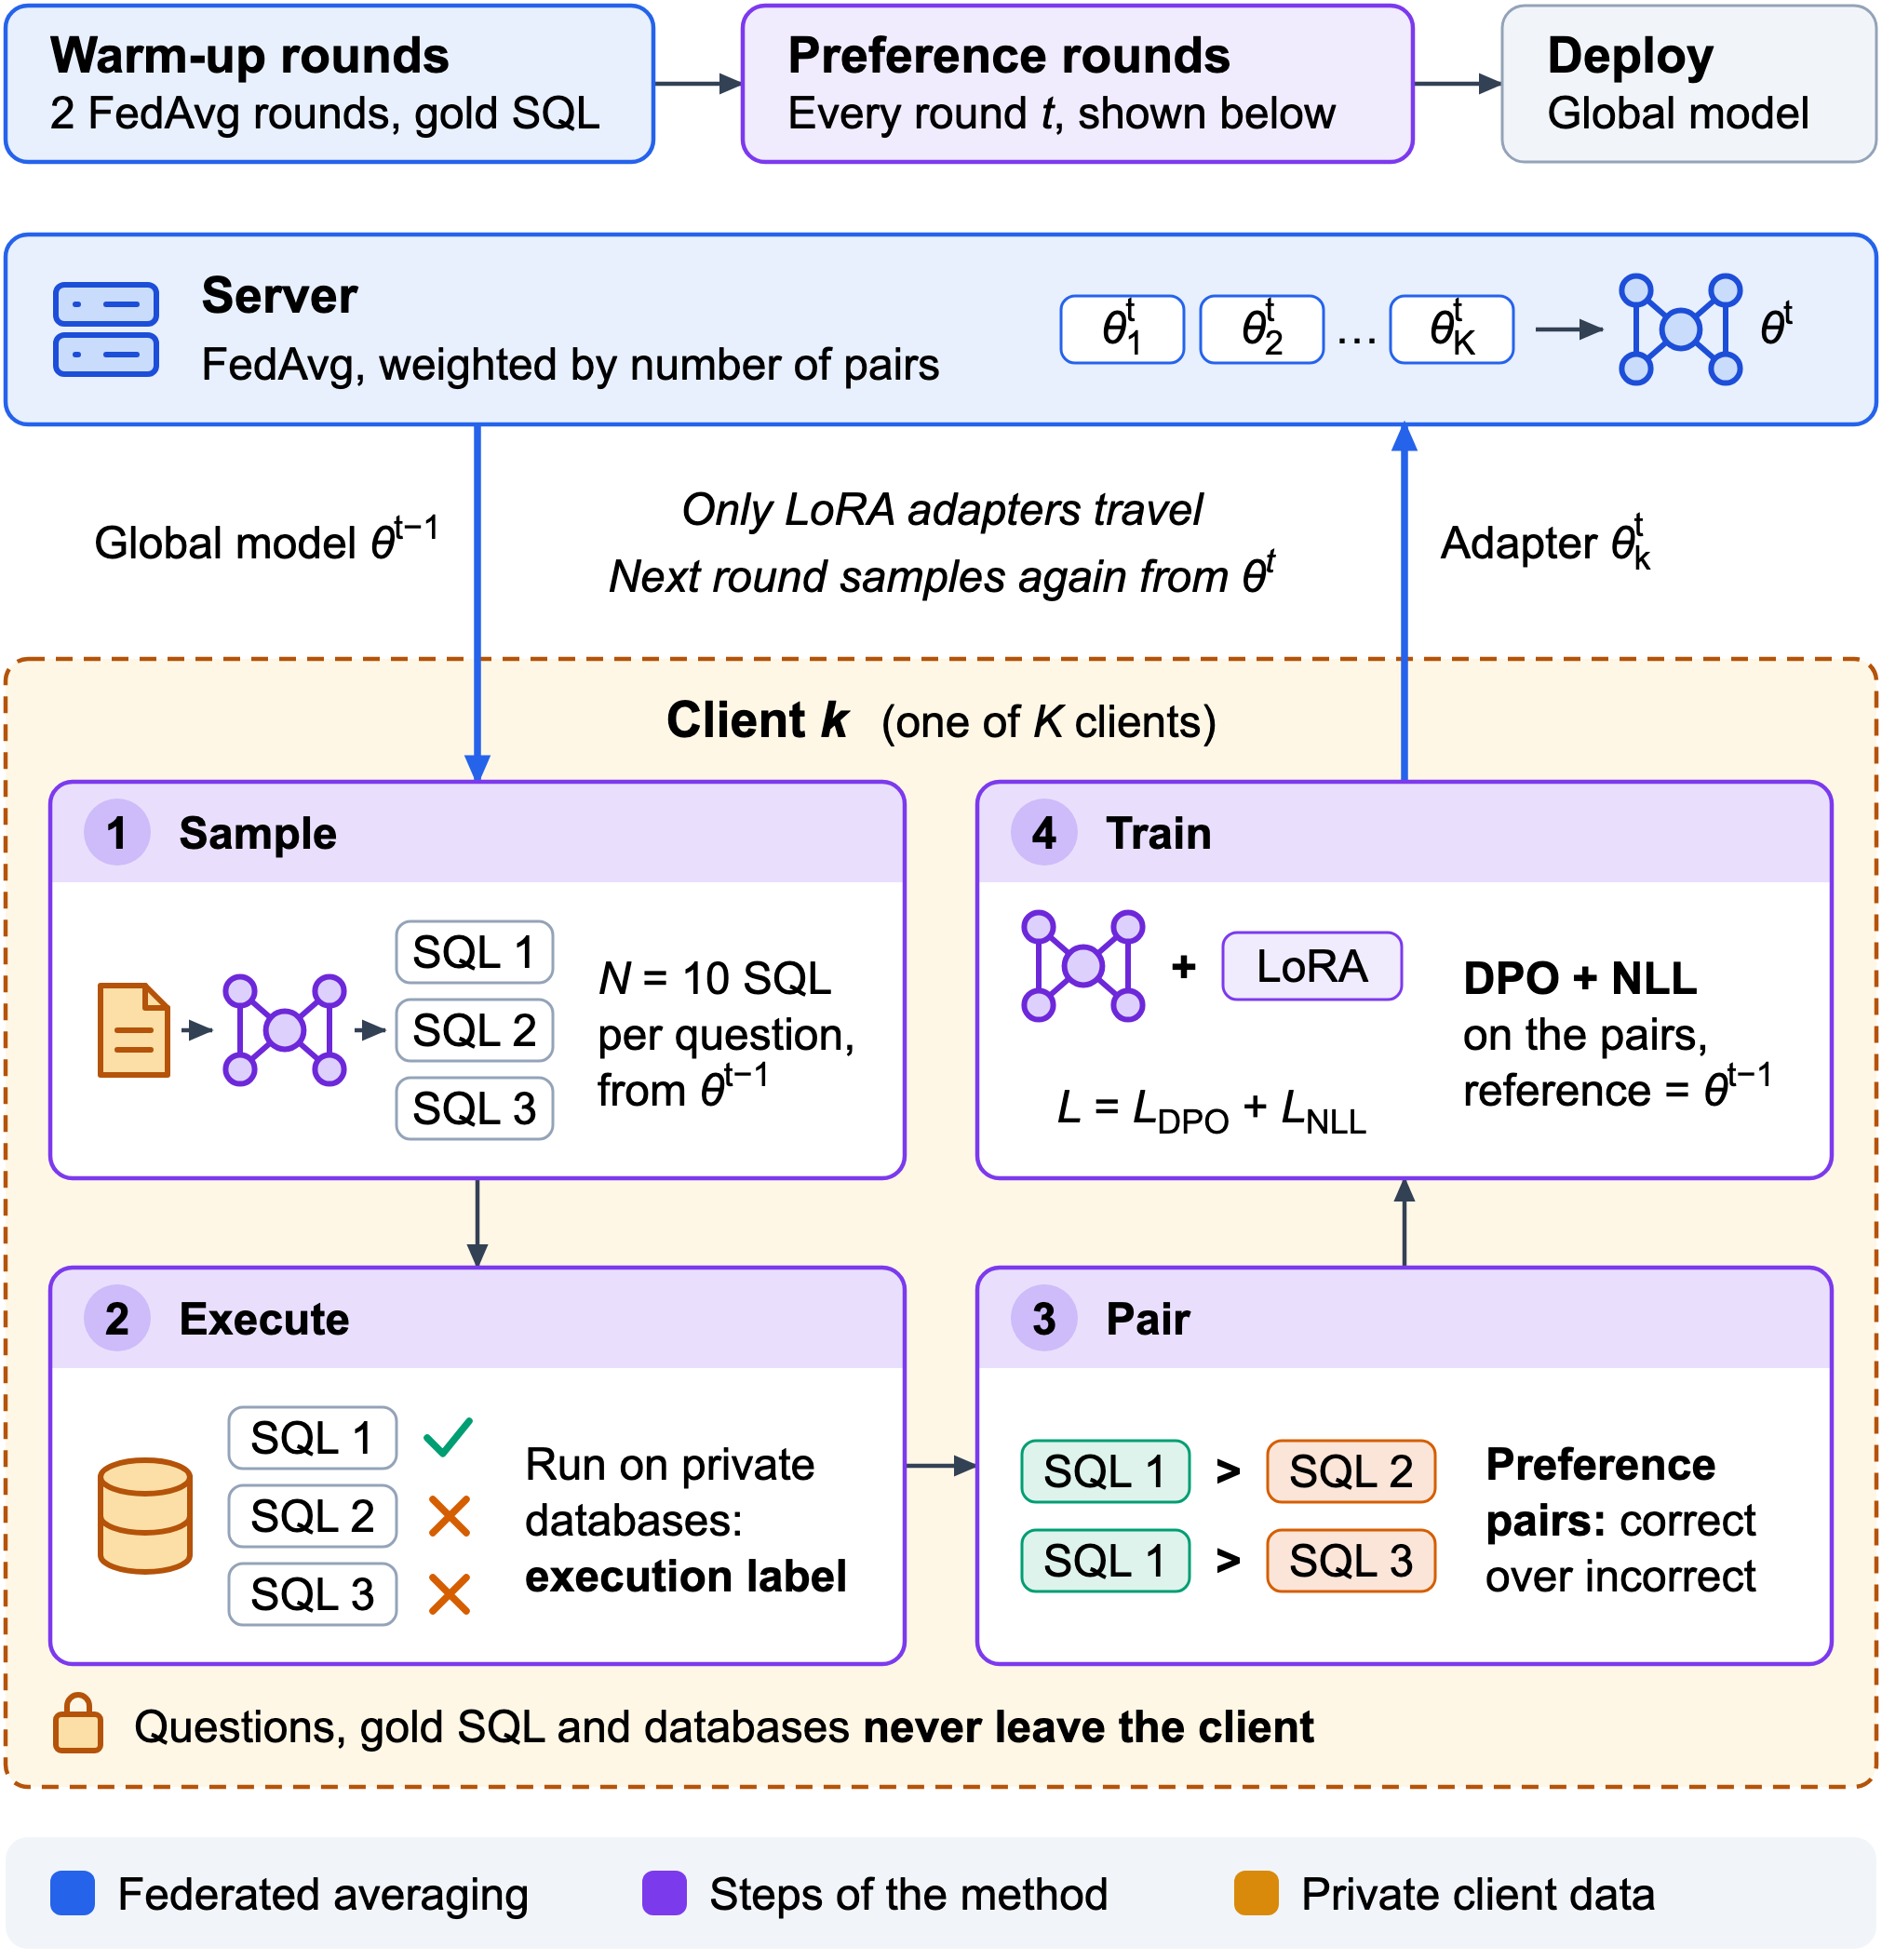 Warm-up rounds
2 FedAvg rounds, gold SQL
Preference rounds
Every round t, shown below
Deploy
Global model
Server
FedAvg, weighted by number of pairs
θ₁ᵗ θ₂ᵗ ... θ_Kᵗ θᵗ
Global model θᵗ⁻¹
Only LoRA adapters travel
Next round samples again from θᵗ
Adapter θₖᵗ
Client k (one of K clients)
1 Sample
SQL 1
SQL 2
SQL 3
N = 10 SQL
per question,
from θᵗ⁻¹
4 Train
+ LoRA
L = L_DPO + L_NLL
DPO + NLL
on the pairs,
reference = θᵗ⁻¹
2 Execute
SQL 1
SQL 2
SQL 3
Run on private
databases:
execution label
3 Pair
SQL 1 > SQL 2
SQL 1 > SQL 3
Preference
pairs: correct
over incorrect
Questions, gold SQL and databases never leave the client
Federated averaging
Steps of the method
Private client data